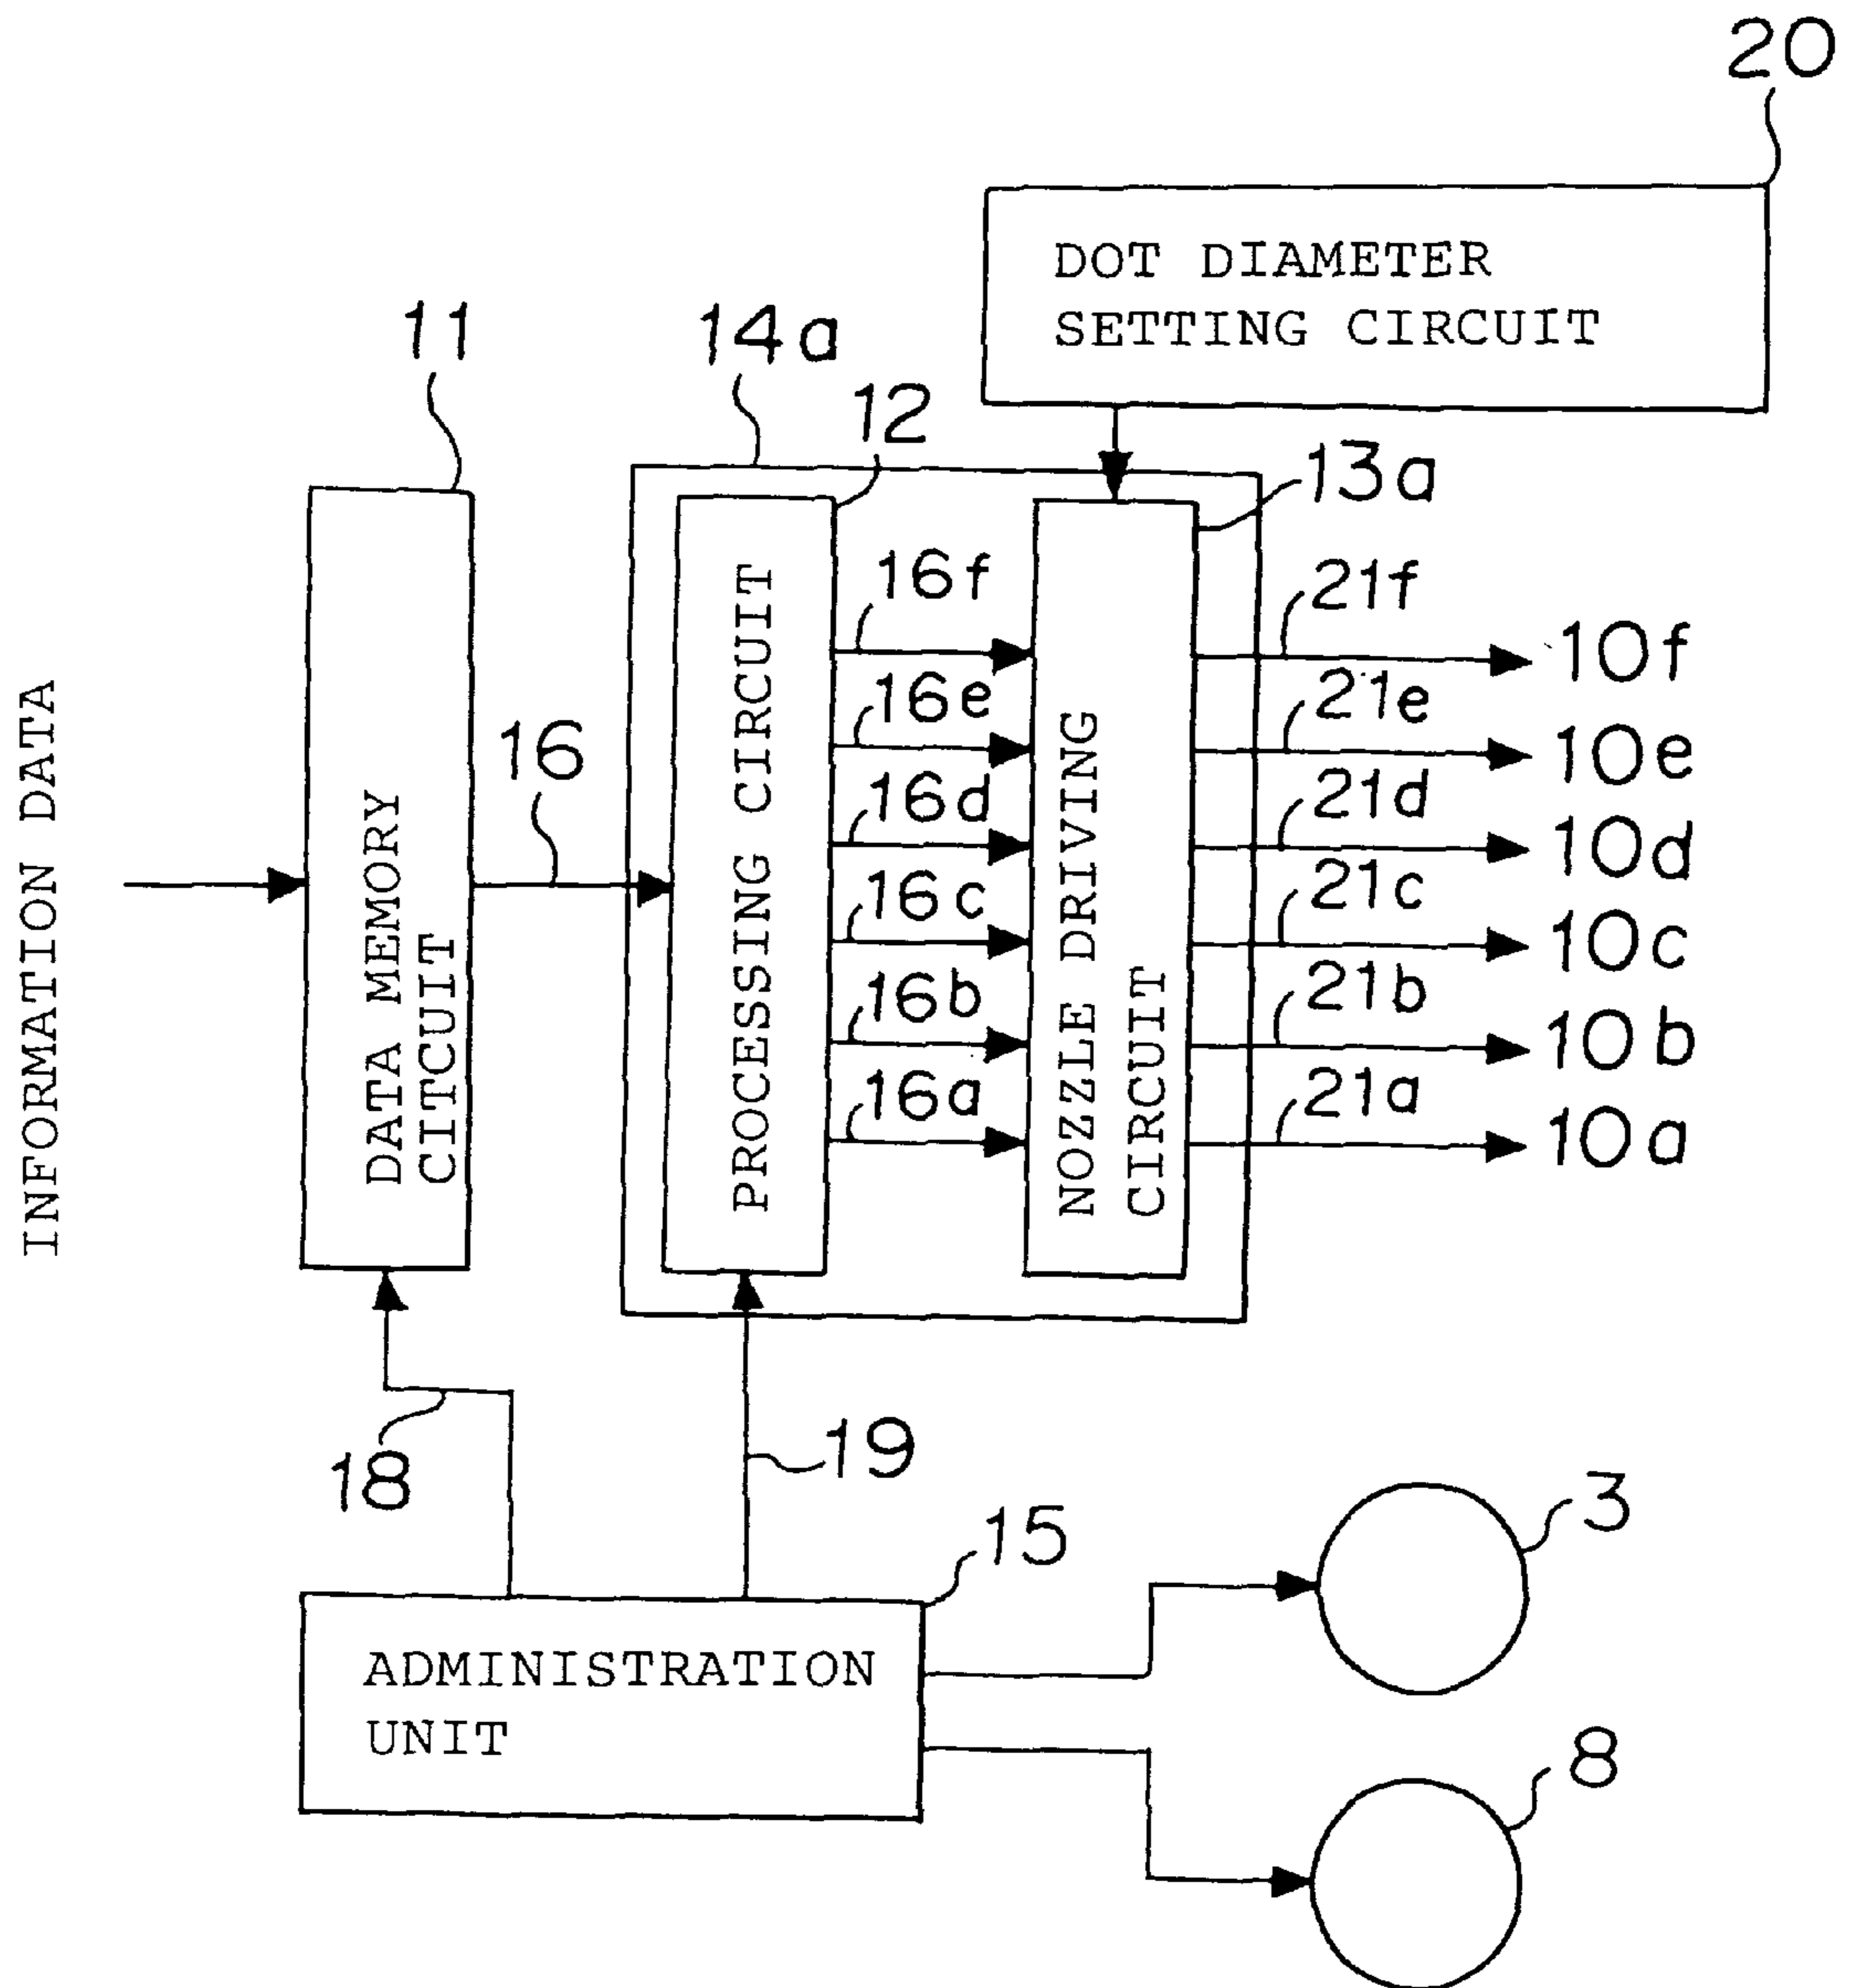 20
DOT DIAMETER
SETTING CIRCUIT
11
14a
12
13a
INFORMATION DATA
DATA MEMORY
CITCUIT
16
PROCESSING CIRCUIT
16f
16e
16d
16c
16b
16a
NOZZLE DRIVING
CIRCUIT
21f
21e
21d
21c
21b
21a
10f
10e
10d
10c
10b
10a
18
19
15
ADMINISTRATION
UNIT
3
8